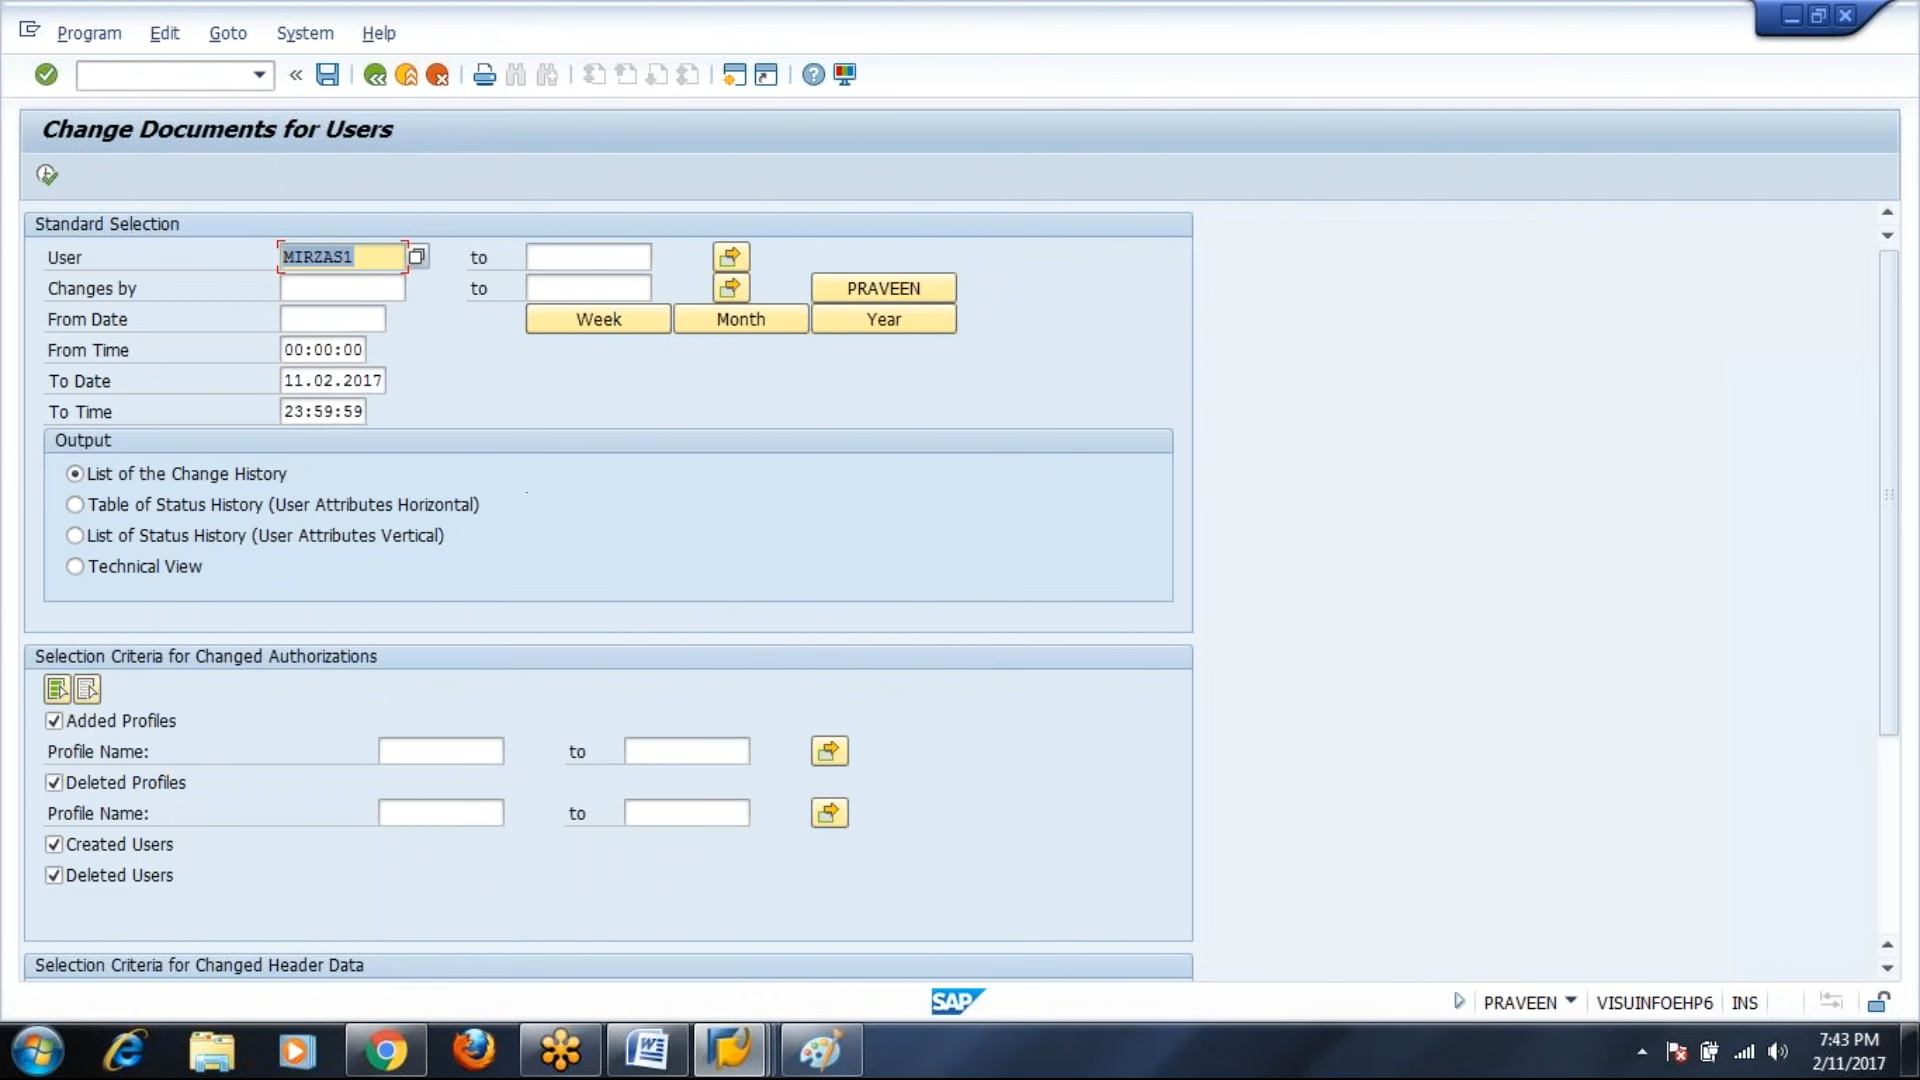 Program Edit Goto System Help
Change Documents for Users
Standard Selection
User MIRZAS1 to
Changes by to PRAVEEN
From Date Week Month Year
From Time 00:00:00
To Date 11.02.2017
To Time 23:59:59
Output
List of the Change History
Table of Status History (User Attributes Horizontal)
List of Status History (User Attributes Vertical)
Technical View
Selection Criteria for Changed Authorizations
Added Profiles
Profile Name: to
Deleted Profiles
Profile Name: to
Created Users
Deleted Users
Selection Criteria for Changed Header Data
SAP PRAVEEN VISUINFOEHP6 INS
7:43 PM
2/11/2017